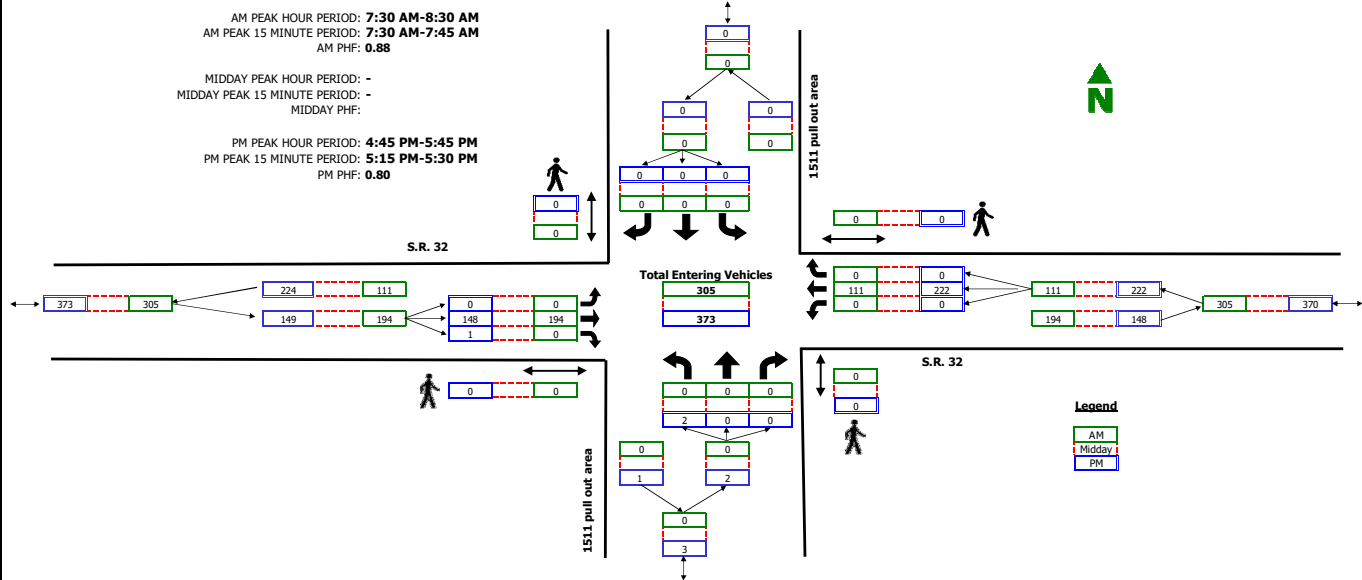 AM PEAK HOUR PERIOD: 7:30 AM-8:30 AM
AM PEAK 15 MINUTE PERIOD: 7:30 AM-7:45 AM
AM PHF: 0.88
MIDDAY PEAK HOUR PERIOD: -
MIDDAY PEAK 15 MINUTE PERIOD: -
MIDDAY PHF:
PM PEAK HOUR PERIOD: 4:45 PM-5:45 PM
PM PEAK 15 MINUTE PERIOD: 5:15 PM-5:30 PM
PM PHF: 0.80
0
0
0 0
0 0
0 0 0
0 0 0
1511 pull out area
N
0
0
0 0
S.R. 32
373 305
224 111
149 194
0 0
148 194
1 0
Total Entering Vehicles
305
373
0 0
111 222
0 0
111 222
194 148
305 370
S.R. 32
0 0
0 0 0
2 0 0
0 0
1 2
0
3
1511 pull out area
0
0
Legend
AM
Midday
PM